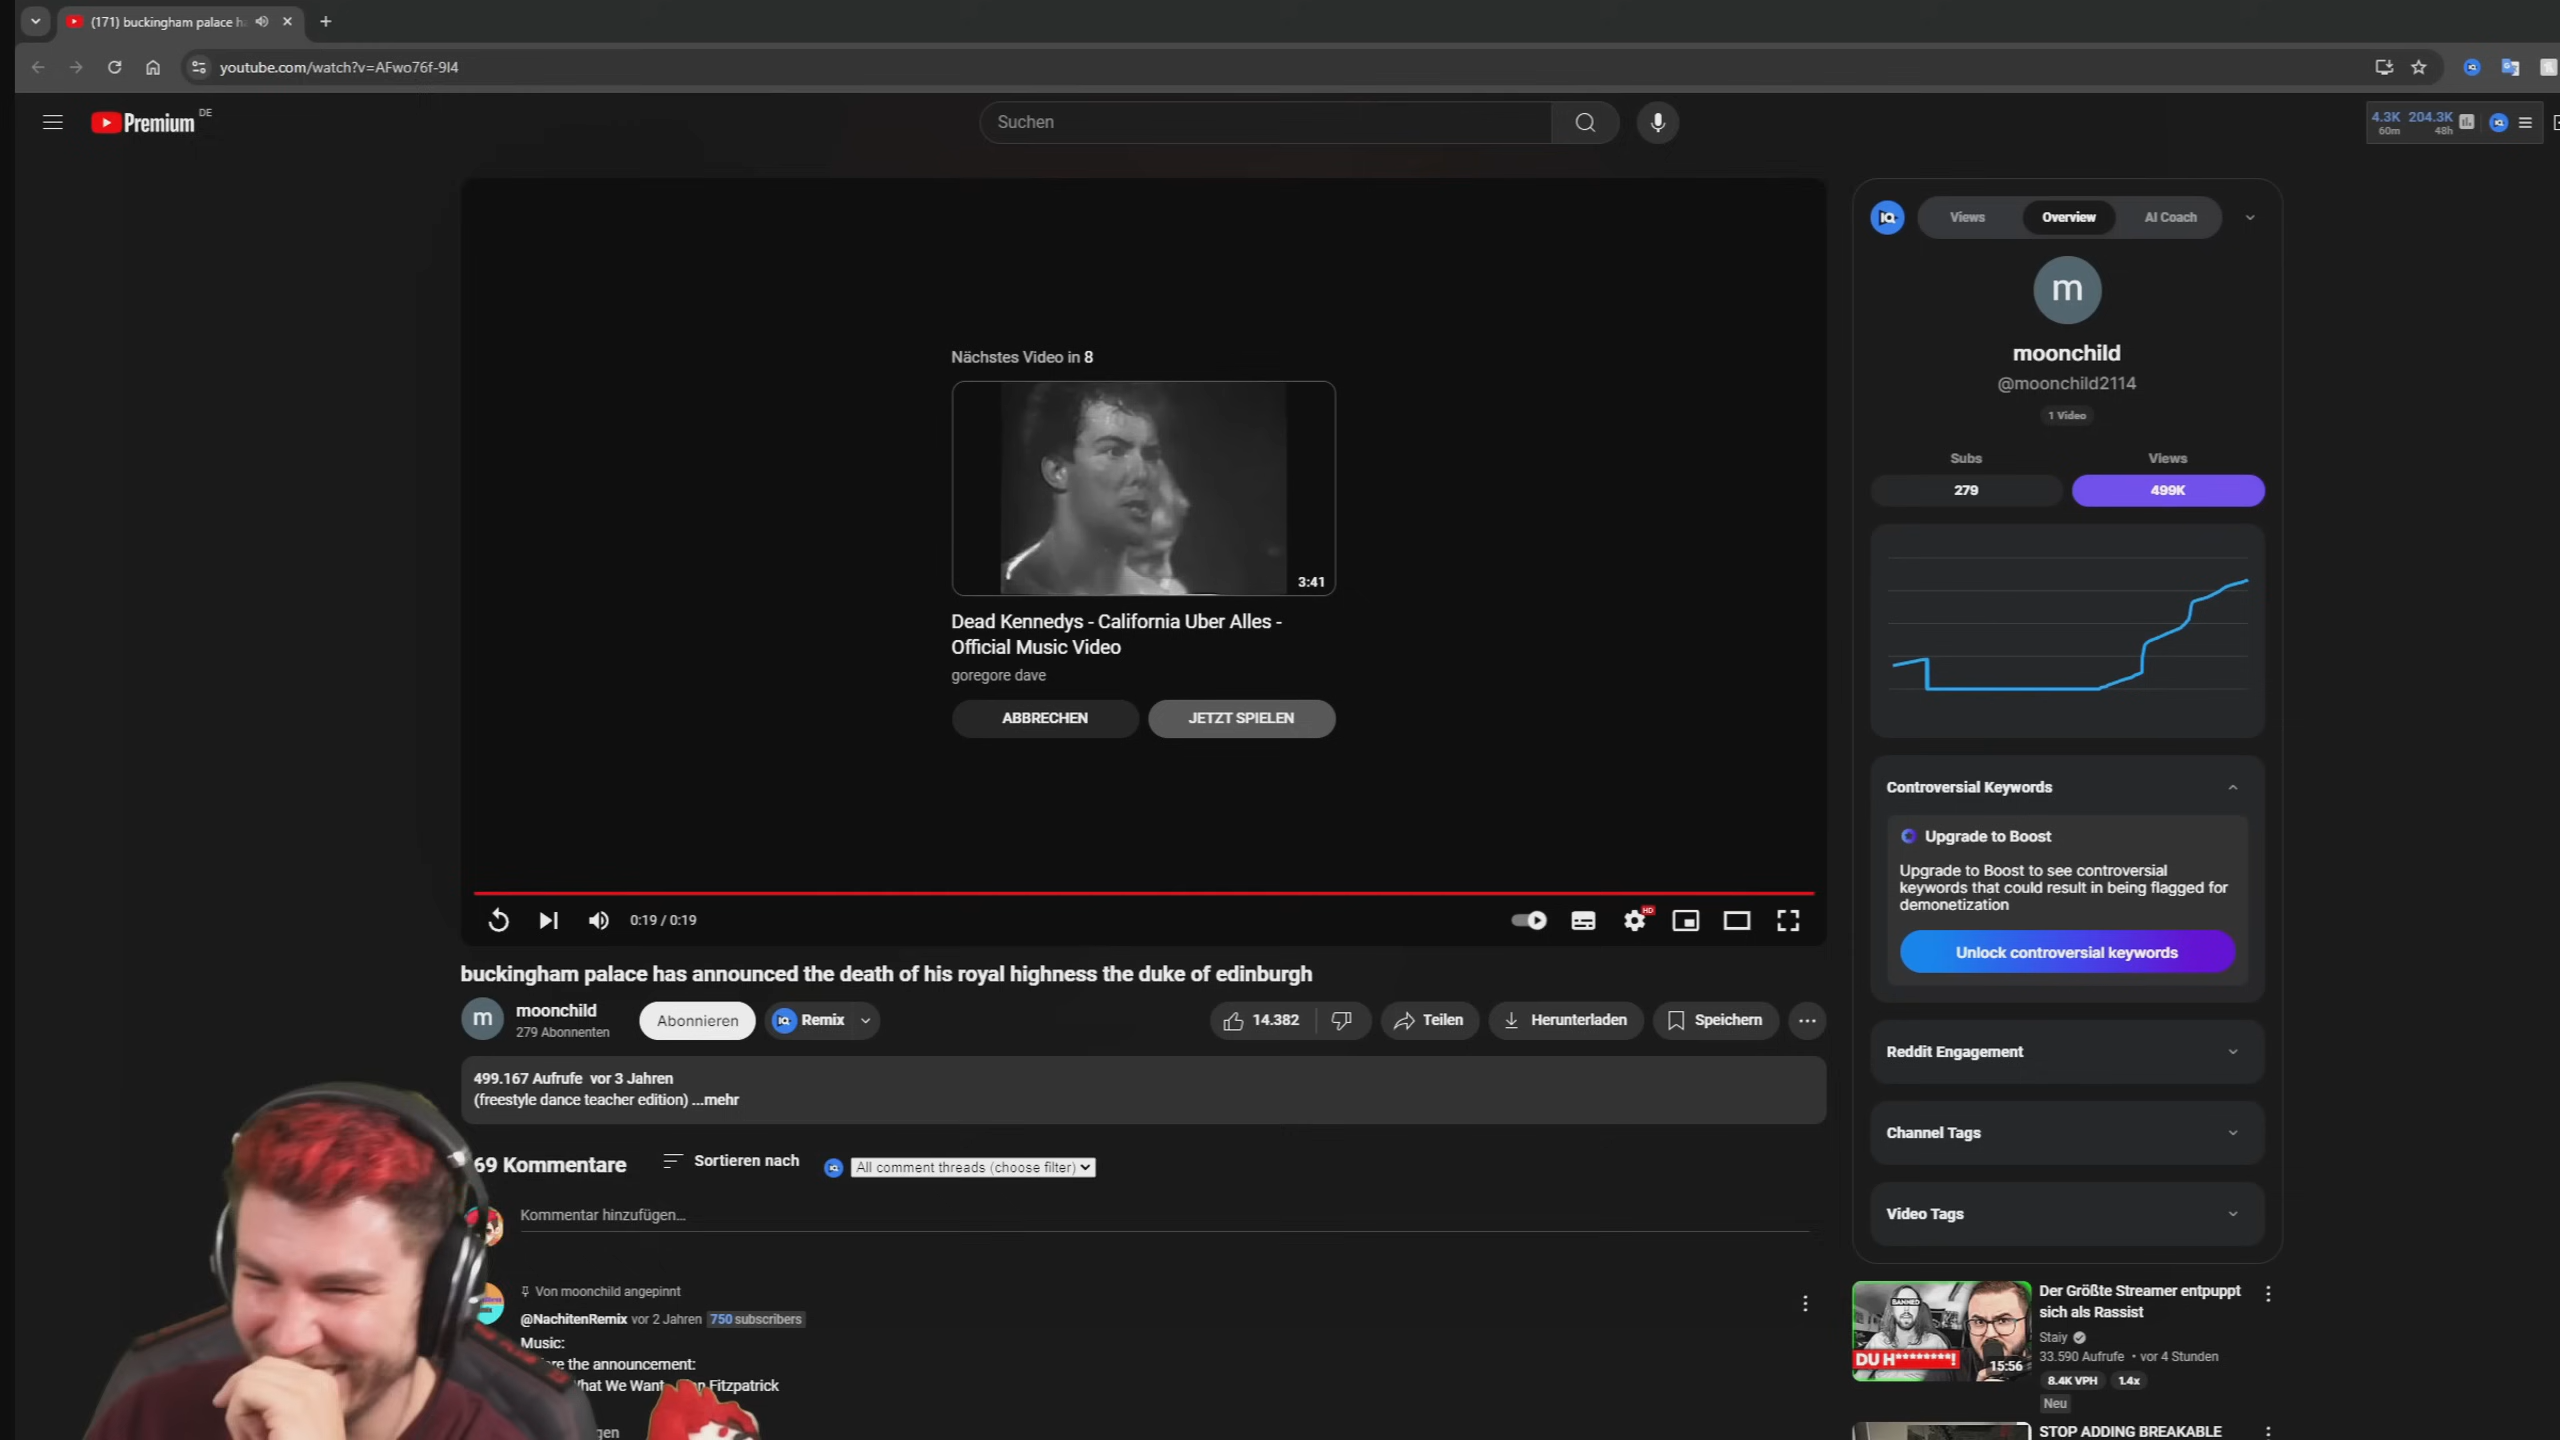 (171) buckingham palace ha
youtube.com/watch?v=AFwo76f-9I4
Premium DE
Suchen
4.3K 204.3K
60m 48h
Nächstes Video in 8
3:41
Dead Kennedys - California Uber Alles -
Official Music Video
goregore dave
ABBRECHEN JETZT SPIELEN
0:19 / 0:19
HD
buckingham palace has announced the death of his royal highness the duke of edinburgh
m
moonchild
279 Abonnenten
Abonnieren
Remix
14.382
Teilen
Herunterladen
Speichern
499.167 Aufrufe vor 3 Jahren
(freestyle dance teacher edition) ...mehr
69 Kommentare
Sortieren nach
All comment threads (choose filter)
Kommentar hinzufügen...
Von moonchild angepinnt
@NachitenRemix vor 2 Jahren 750 subscribers
Music:
the announcement:
What We Want Fitzpatrick
Views Overview AI Coach
m
moonchild
@moonchild2114
1 Video
Subs Views
279 499K
Controversial Keywords
Upgrade to Boost
Upgrade to Boost to see controversial
keywords that could result in being flagged for
demonetization
Unlock controversial keywords
Reddit Engagement
Channel Tags
Video Tags
BANNED
DU H********!
15:56
Der Größte Streamer entpuppt
sich als Rassist
Staiy
33.590 Aufrufe • vor 4 Stunden
8.4K VPH 1.4x
Neu
STOP ADDING BREAKABLE